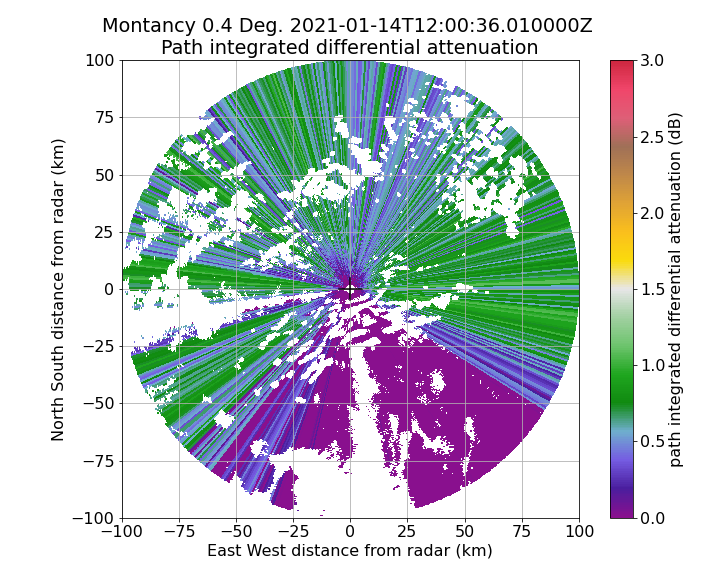 Montancy 0.4 Deg. 2021-01-14T12:00:36.010000Z
Path integrated differential attenuation
North South distance from radar (km)
100
75
50
25
0
−25
−50
−75
−100
−100 −75 −50 −25 0 25 50 75 100
East West distance from radar (km)
3.0
2.5
2.0
1.5
1.0
0.5
0.0
path integrated differential attenuation (dB)